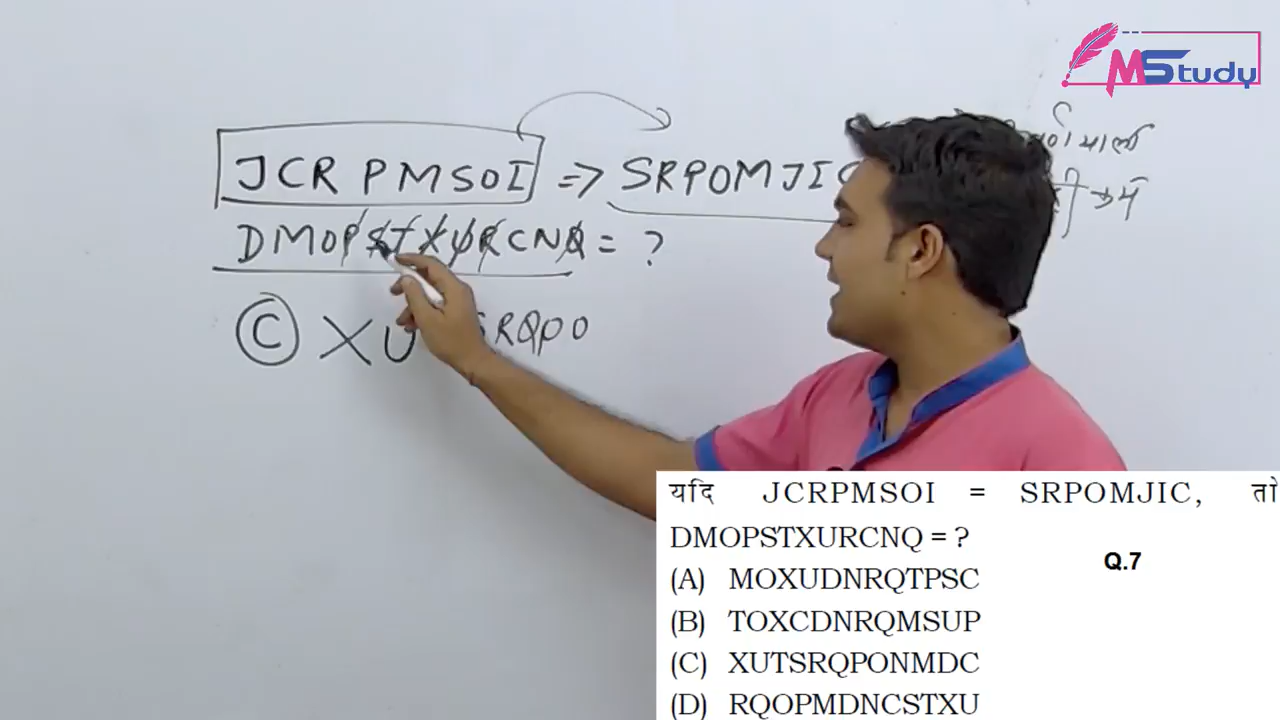 MStudy
JCRPMSOI => SRPOMJIC
DMOPSTXURCNQ = ?
C XU SRQPO
यदि JCRPMSOI = SRPOMJIC, तो
DMOPSTXURCNQ = ?
Q.7
(A) MOXUDNRQTPSC
(B) TOXCDNRQMSUP
(C) XUTSRQPONMDC
(D) RQOPMDNCSTXU